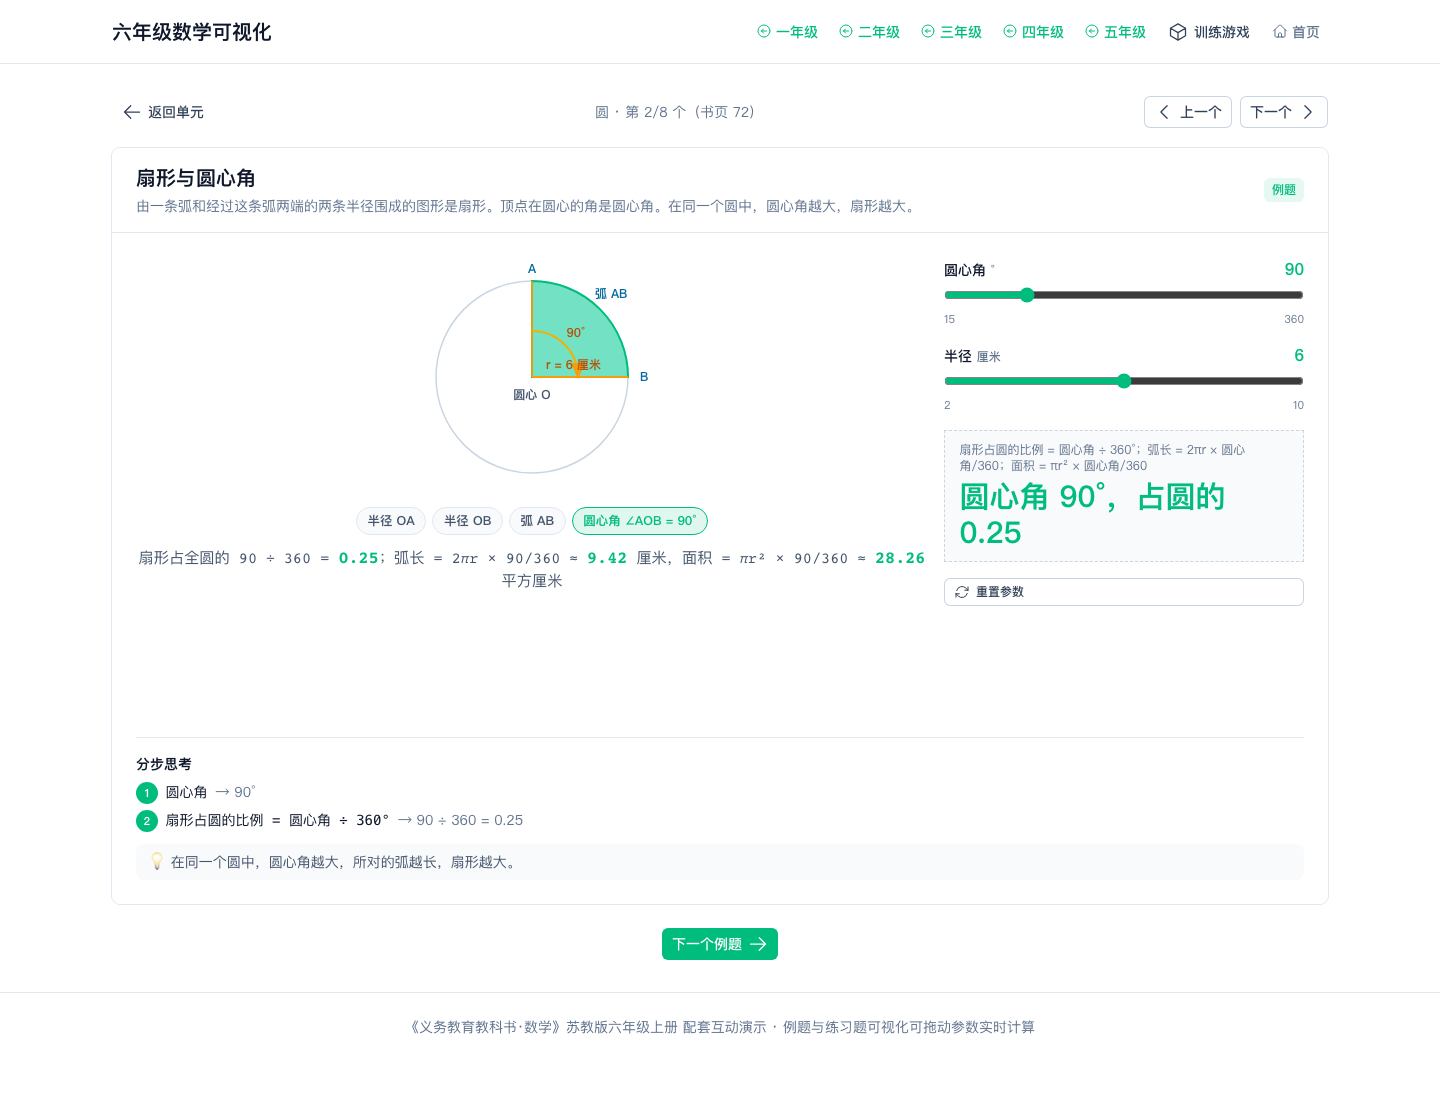 六年级数学可视化
一年级 二年级 三年级 四年级 五年级 训练游戏 首页
返回单元
圆 · 第 2/8 个（书页 72）
上一个 下一个
扇形与圆心角
例题
由一条弧和经过这条弧两端的两条半径围成的图形是扇形。顶点在圆心的角是圆心角。在同一个圆中，圆心角越大，扇形越大。
A
弧 AB
90°
r = 6 厘米
B
圆心 O
半径 OA 半径 OB 弧 AB 圆心角 ∠AOB = 90°
扇形占全圆的 90 ÷ 360 = 0.25；弧长 = 2πr × 90/360 ≈ 9.42 厘米，面积 = πr² × 90/360 ≈ 28.26
平方厘米
圆心角 ° 90
15 360
半径 厘米 6
2 10
扇形占圆的比例 = 圆心角 ÷ 360°；弧长 = 2πr × 圆心
角/360；面积 = πr² × 圆心角/360
圆心角 90°，占圆的
0.25
重置参数
分步思考
1 圆心角 → 90°
2 扇形占圆的比例 = 圆心角 ÷ 360° → 90 ÷ 360 = 0.25
💡 在同一个圆中，圆心角越大，所对的弧越长，扇形越大。
下一个例题 →
《义务教育教科书·数学》苏教版六年级上册 配套互动演示 · 例题与练习题可视化可拖动参数实时计算